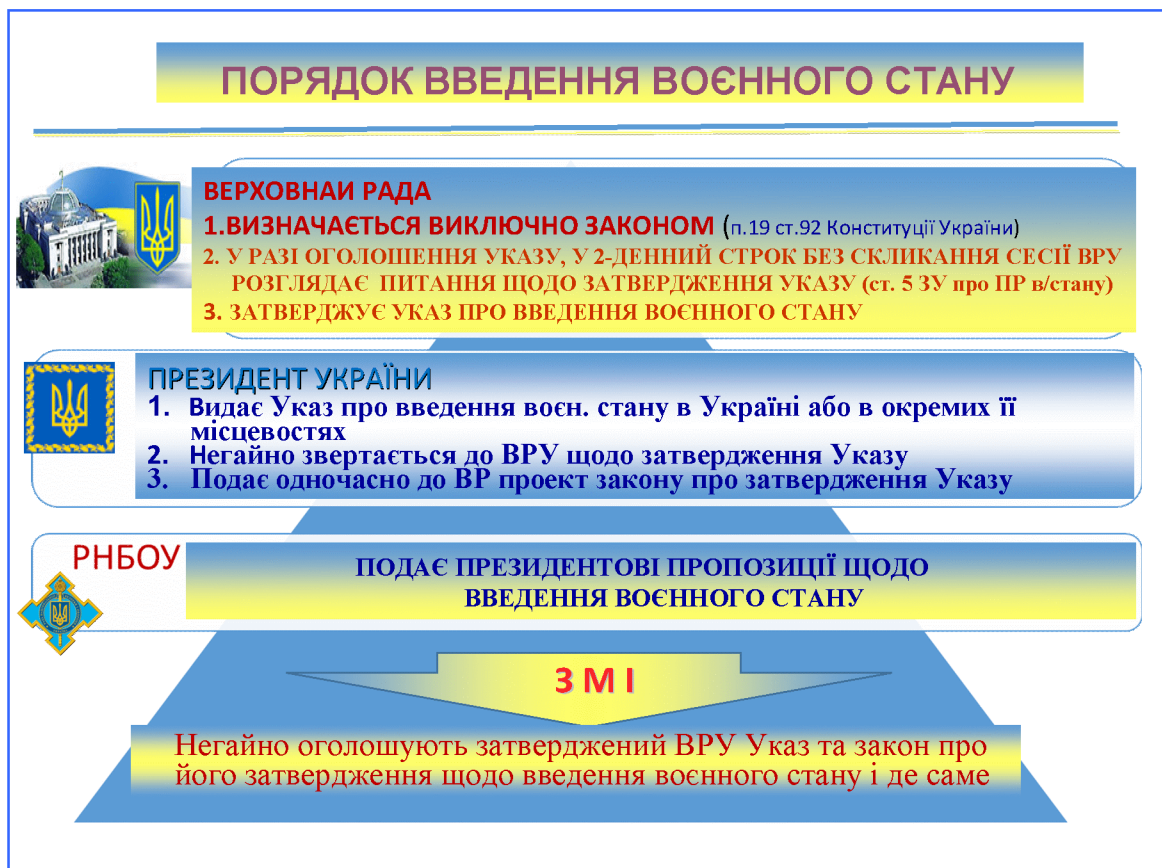 ПОРЯДОК ВВЕДЕННЯ ВОЄННОГО СТАНУ
ВЕРХОВНАИ РАДА
1.ВИЗНАЧАЄТЬСЯ ВИКЛЮЧНО ЗАКОНОМ (п.19 ст.92 Конституції України)
2. У РАЗІ ОГОЛОШЕННЯ УКАЗУ, У 2-ДЕННИЙ СТРОК БЕЗ СКЛИКАННЯ СЕСІЇ ВРУ
РОЗГЛЯДАЄ ПИТАННЯ ЩОДО ЗАТВЕРДЖЕННЯ УКАЗУ (ст. 5 ЗУ про ПР в/стану)
3. ЗАТВЕРДЖУЄ УКАЗ ПРО ВВЕДЕННЯ ВОЄННОГО СТАНУ
ПРЕЗИДЕНТ УКРАЇНИ
1. Видає Указ про введення воєн. стану в Україні або в окремих її
місцевостях
2. Негайно звертається до ВРУ щодо затвердження Указу
3. Подає одночасно до ВР проект закону про затвердження Указу
РНБОУ
ПОДАЄ ПРЕЗИДЕНТОВІ ПРОПОЗИЦІЇ ЩОДО
ВВЕДЕННЯ ВОЄННОГО СТАНУ
З М І
Негайно оголошують затверджений ВРУ Указ та закон про
його затвердження щодо введення воєнного стану і де саме